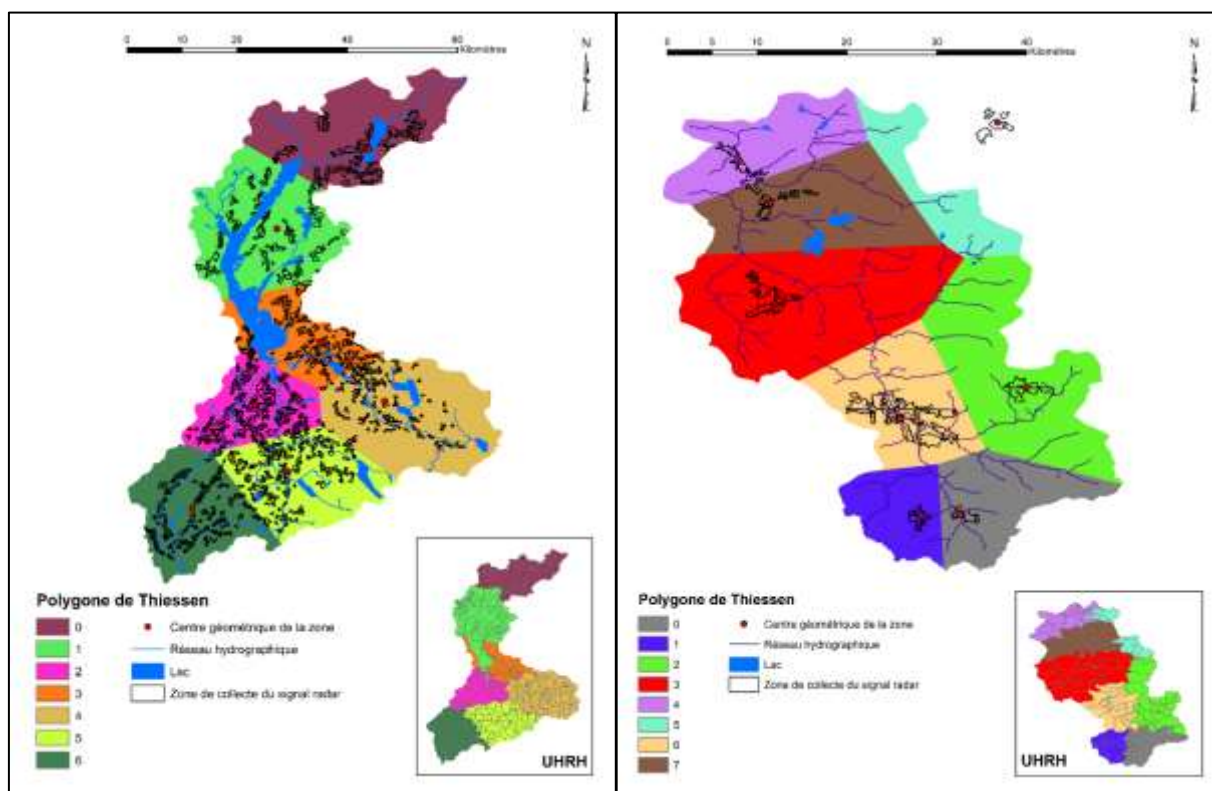 0 10 20 40 60
Kilomètres
N
Polygone de Thiessen
0
1
2
3
4
5
6
Centre géométrique de la zone
Réseau hydrographique
Lac
Zone de collecte du signal radar
UHRH
0 5 10 20 30 40
Kilomètres
N
Polygone de Thiessen
0
1
2
3
4
5
6
7
Centre géométrique de la zone
Réseau hydrographique
Lac
Zone de collecte du signal radar
UHRH